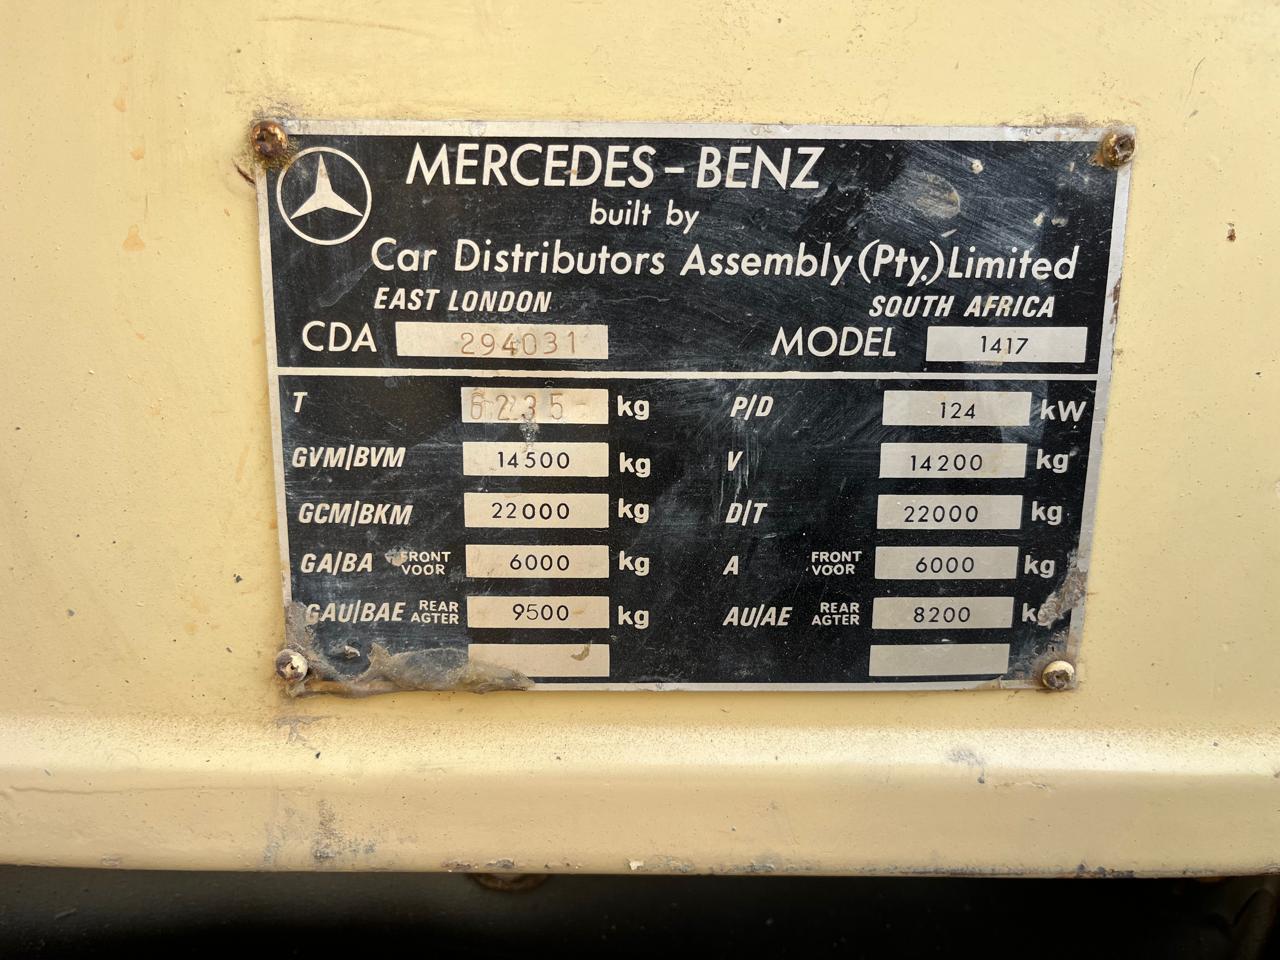 MERCEDES-BENZ
built by
Car Distributors Assembly (Pty.) Limited
EAST LONDON SOUTH AFRICA
CDA 294031 MODEL 1417
T 6235 kg P/D 124 kW
GVM/BVM 14500 kg V 14200 kg
GCM/BKM 22000 kg D/T 22000 kg
GA/BA FRONT VOOR 6000 kg A FRONT VOOR 6000 kg
GAU/BAE REAR AGTER 9500 kg AU/AE REAR AGTER 8200 kg